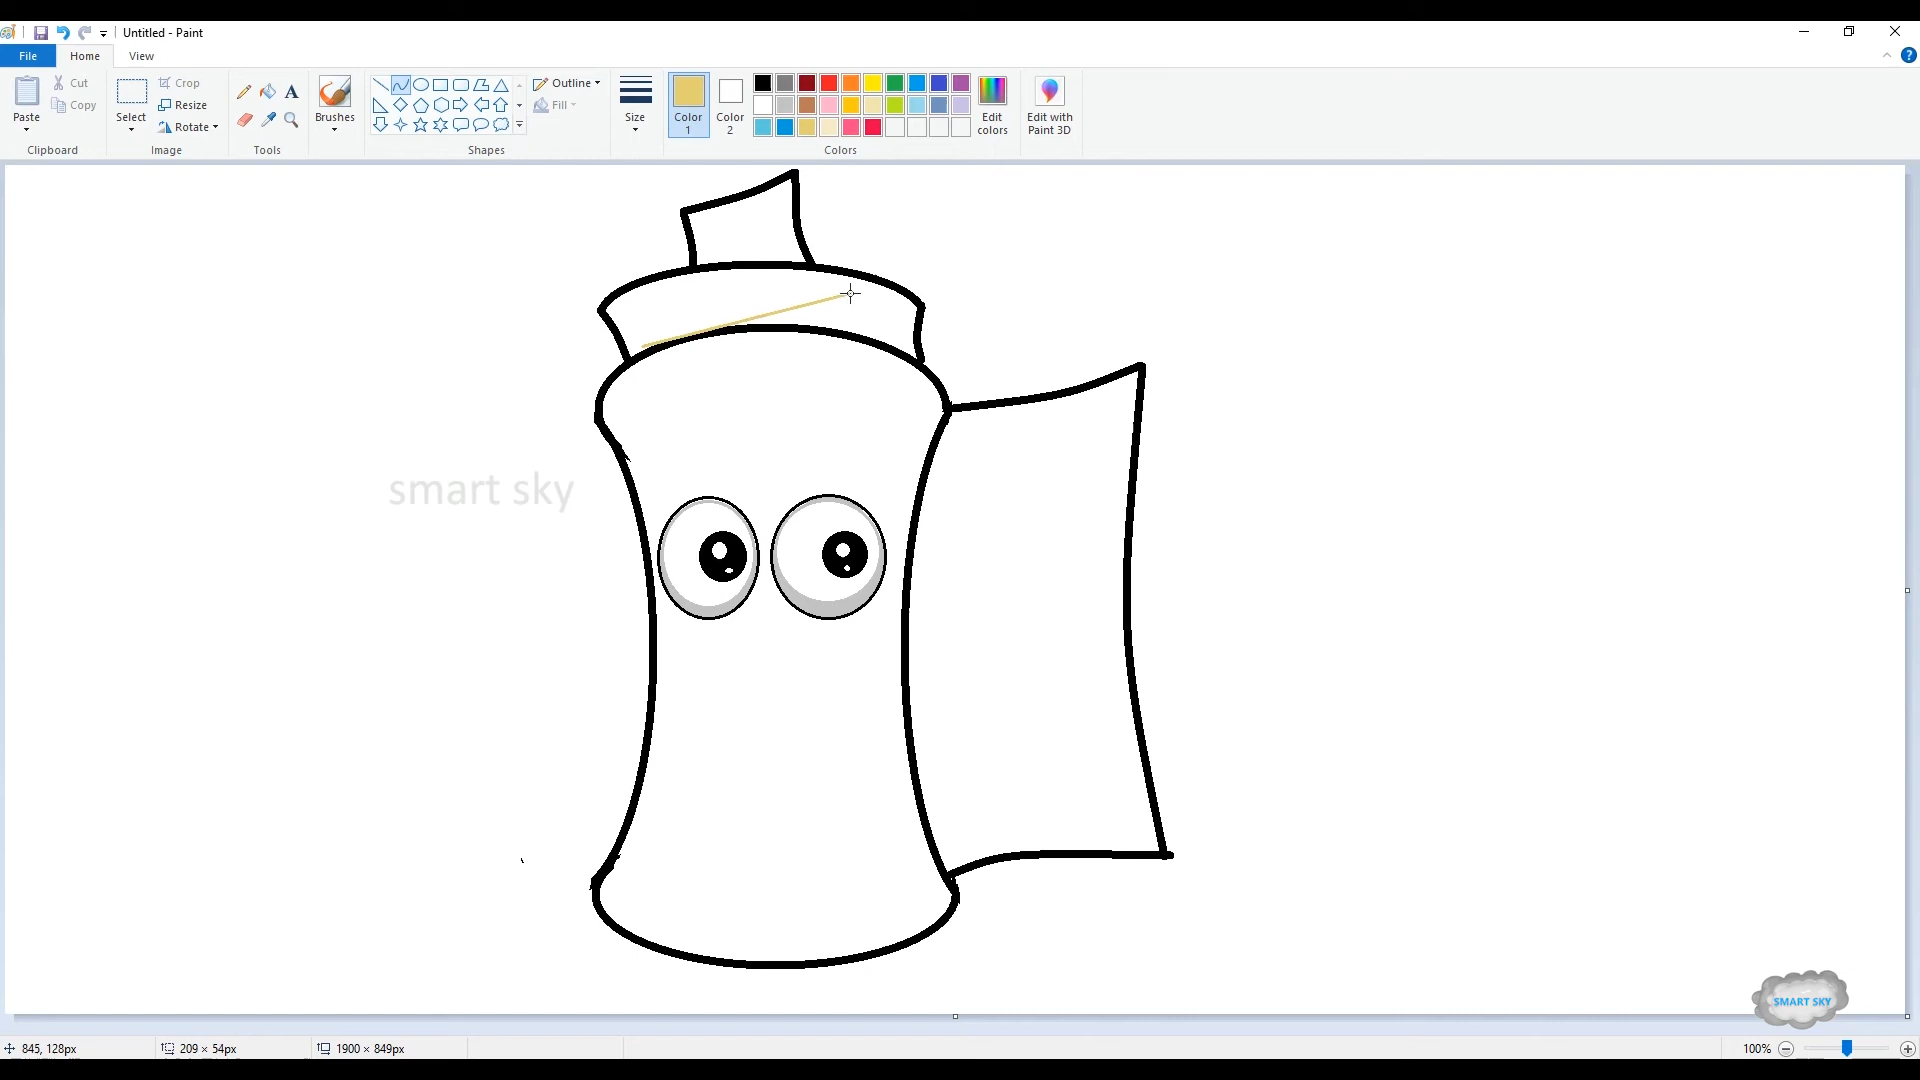 Untitled - Paint
File Home View
Paste
Cut
Copy
Clipboard
Select
Crop
Resize
Rotate
Image
Tools
Brushes
Shapes
Outline
Fill
Size
Color 1
Color 2
Edit colors
Colors
Edit with Paint 3D
smart sky
SMART SKY
845, 128px
209 × 54px
1900 × 849px
100%